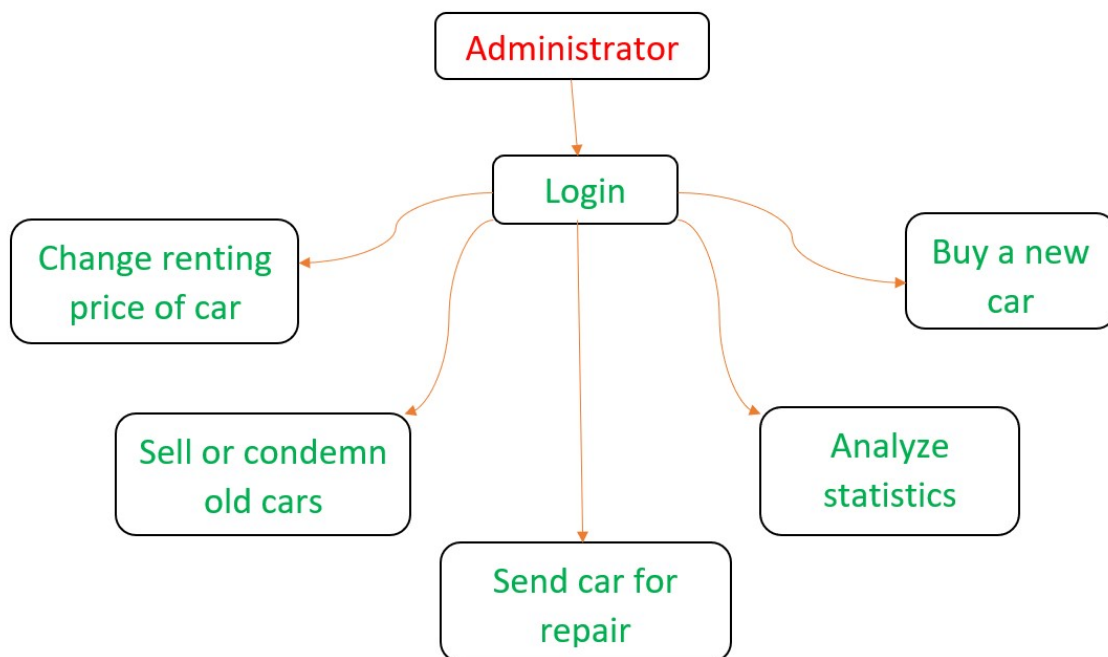 Administrator
Login
Change renting
price of car
Buy a new
car
Sell or condemn
old cars
Analyze
statistics
Send car for
repair